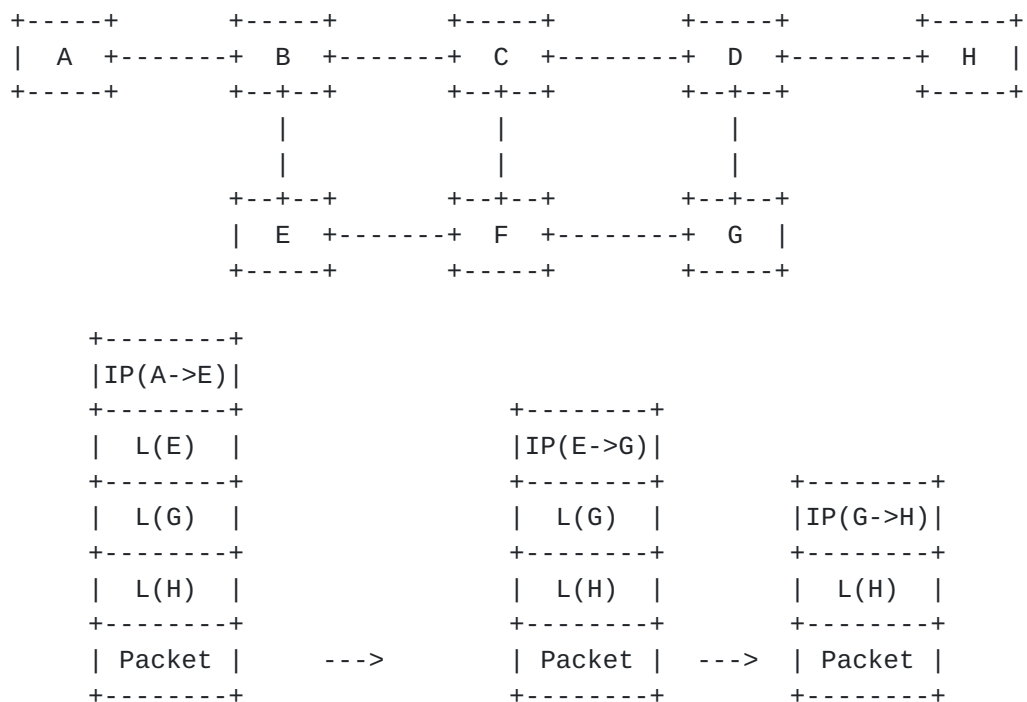 +-----+       +-----+       +-----+        +-----+        +-----+
|  A  +-------+  B  +-------+  C  +--------+  D  +--------+  H  |
+-----+       +--+--+       +--+--+        +--+--+        +-----+
                 |             |              |
                 |             |              |
              +--+--+       +--+--+        +--+--+
              |  E  +-------+  F  +--------+  G  |
              +-----+       +-----+        +-----+

     +--------+
     |IP(A->E)|
     +--------+                 +--------+
     |  L(E)  |                 |IP(E->G)|
     +--------+                 +--------+        +--------+
     |  L(G)  |                 |  L(G)  |        |IP(G->H)|
     +--------+                 +--------+        +--------+
     |  L(H)  |                 |  L(H)  |        |  L(H)  |
     +--------+                 +--------+        +--------+
     | Packet |     --->        | Packet |  --->  | Packet |
     +--------+                 +--------+        +--------+